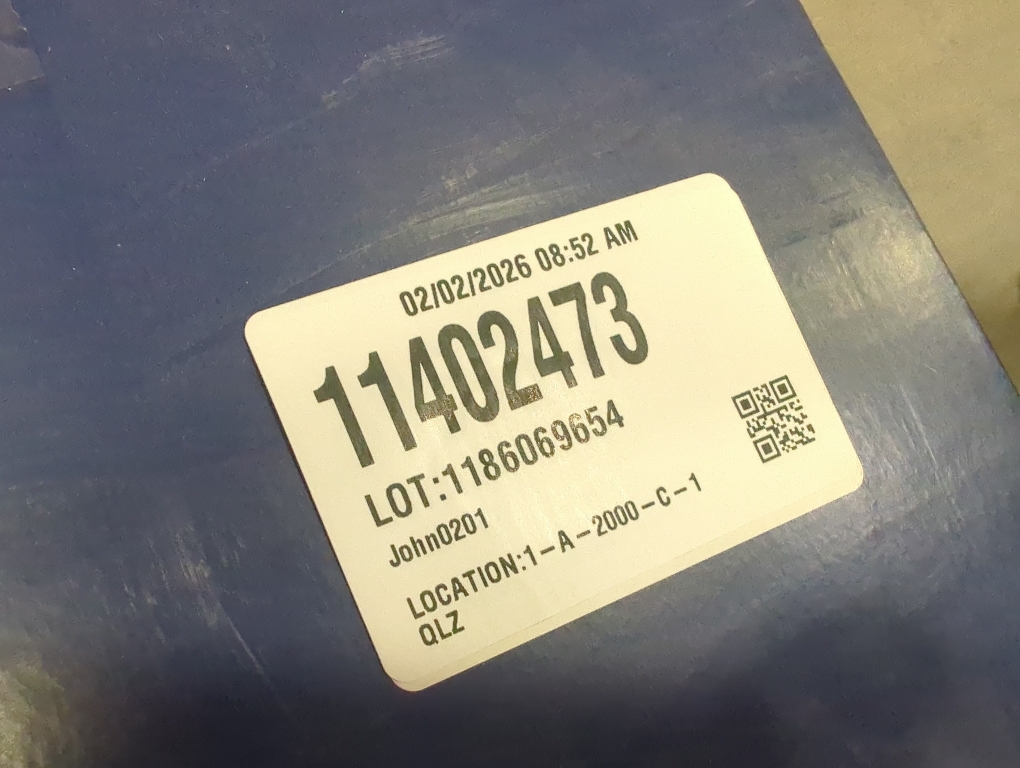 02/02/2026 08:52 AM
11402473
LOT:1186069654
John0201
LOCATION:1-A-2000-C-1
QLZ